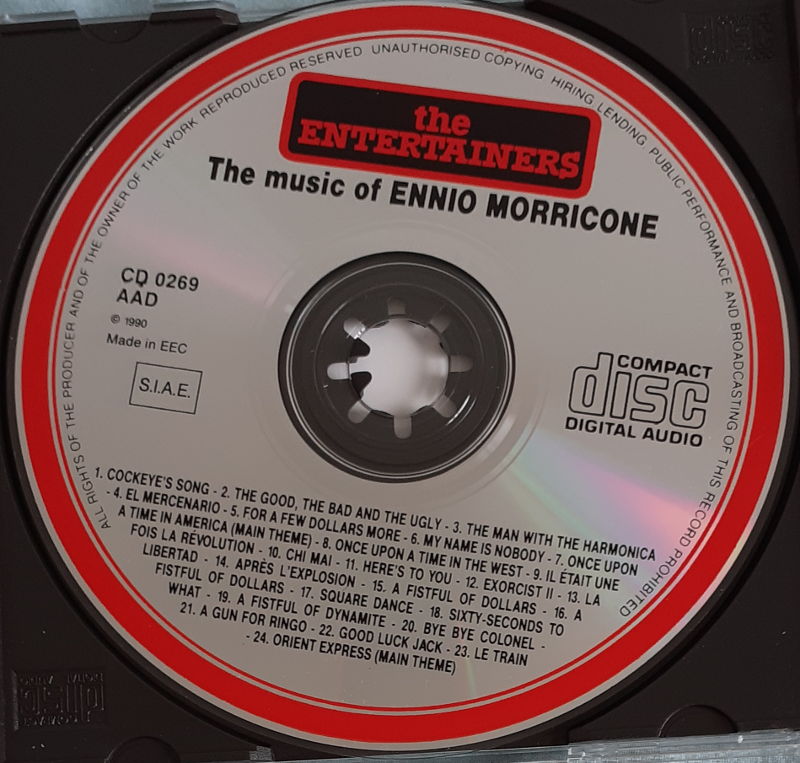 ALL RIGHTS OF THE PRODUCER AND OF THE OWNER OF THE WORK REPRODUCED RESERVED UNAUTHORISED COPYING HIRING LENDING PUBLIC PERFORMANCE AND BROADCASTING OF THIS RECORD PROHIBITED
the
ENTERTAINERS
The music of ENNIO MORRICONE
CD 0269
AAD
© 1990
Made in EEC
S.I.A.E.
COMPACT
disc
DIGITAL AUDIO
1. COCKEYE'S SONG - 2. THE GOOD, THE BAD AND THE UGLY - 3. THE MAN WITH THE HARMONICA
- 4. EL MERCENARIO - 5. FOR A FEW DOLLARS MORE - 6. MY NAME IS NOBODY - 7. ONCE UPON
A TIME IN AMERICA (MAIN THEME) - 8. ONCE UPON A TIME IN THE WEST - 9. IL ÉTAIT UNE
FOIS LA RÉVOLUTION - 10. CHI MAI - 11. HERE'S TO YOU - 12. EXORCIST II - 13. LA
LIBERTAD - 14. APRÈS L'EXPLOSION - 15. A FISTFUL OF DOLLARS - 16. A
FISTFUL OF DOLLARS - 17. SQUARE DANCE - 18. SIXTY-SECONDS TO
WHAT - 19. A FISTFUL OF DYNAMITE - 20. BYE BYE COLONEL -
21. A GUN FOR RINGO - 22. GOOD LUCK JACK - 23. LE TRAIN
- 24. ORIENT EXPRESS (MAIN THEME)